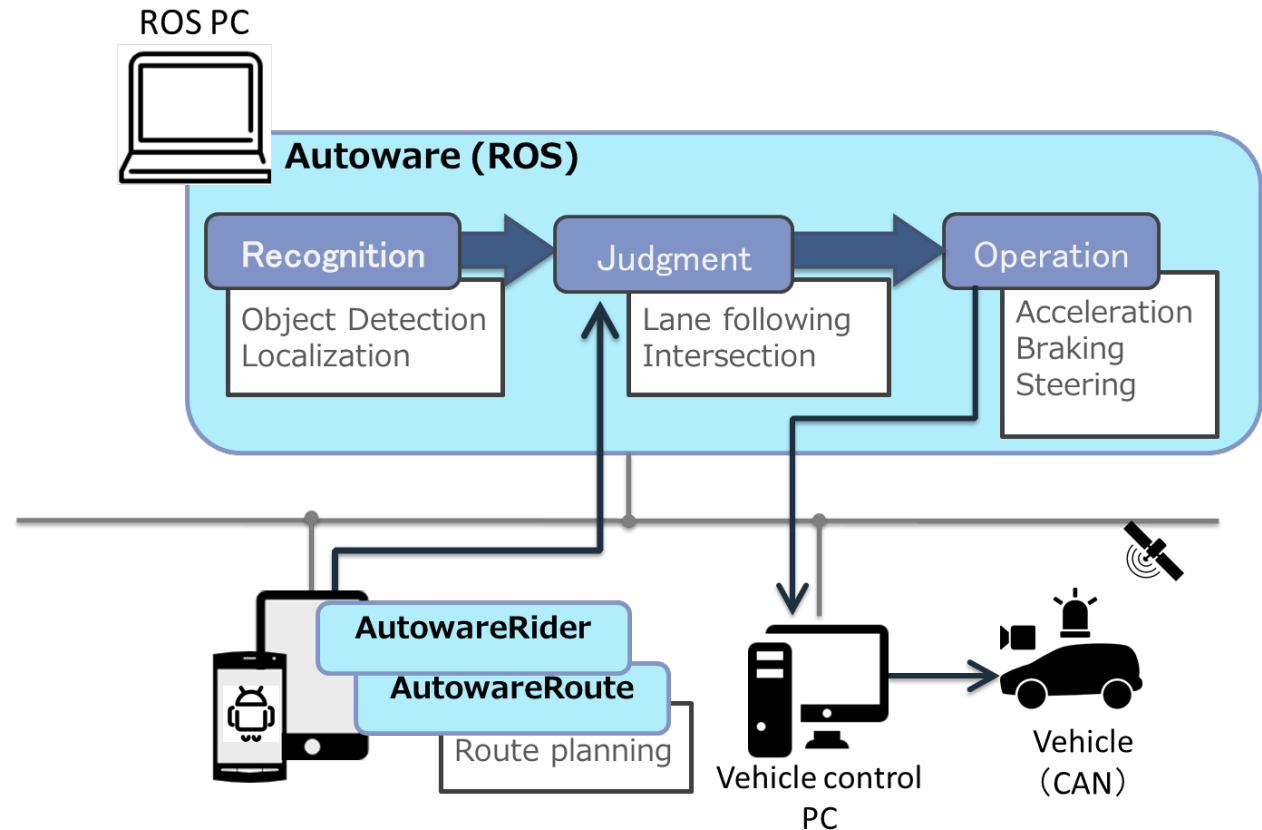 ROS PC
Autoware (ROS)
Recognition
Judgment
Operation
Object Detection
Localization
Lane following
Intersection
Acceleration
Braking
Steering
AutowareRider
AutowareRoute
Route planning
Vehicle control
PC
Vehicle
（CAN）